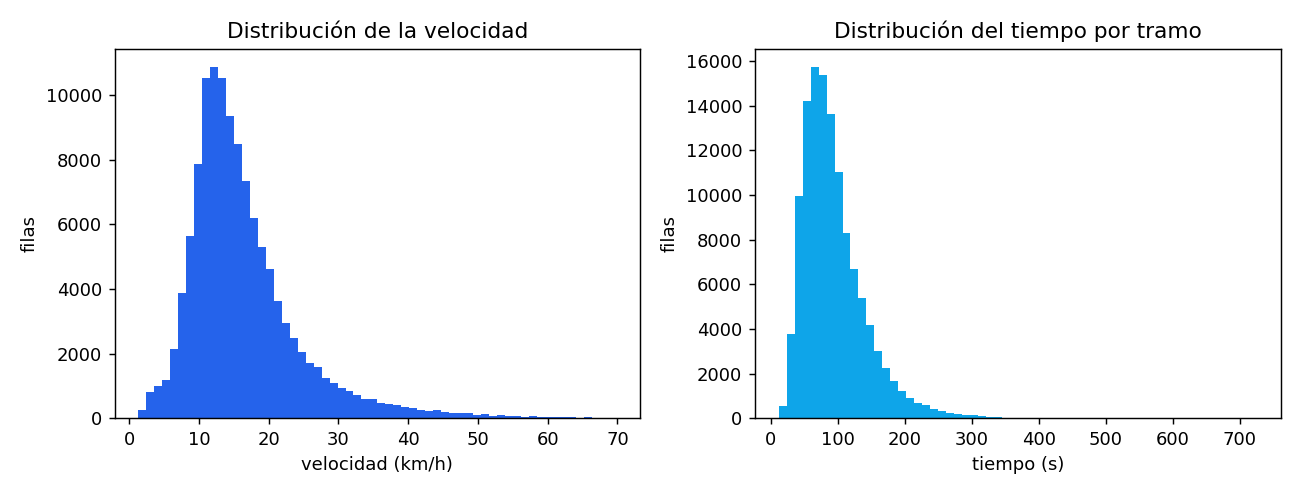 Distribución de la velocidad
filas
10000
8000
6000
4000
2000
0
0 10 20 30 40 50 60 70
velocidad (km/h)
Distribución del tiempo por tramo
filas
16000
14000
12000
10000
8000
6000
4000
2000
0
0 100 200 300 400 500 600 700
tiempo (s)